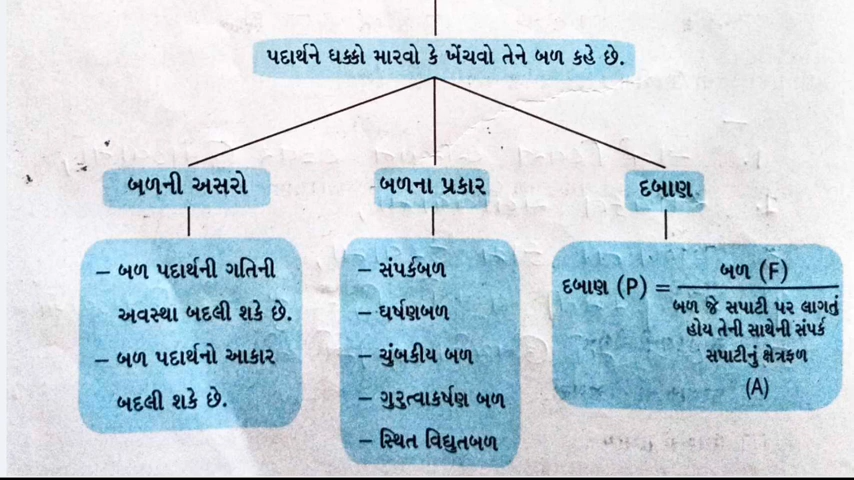 પદાર્થને ધક્કો મારવો કે ખેંચવો તેને બળ કહે છે.
બળની અસરો
– બળ પદાર્થની ગતિની
અવસ્થા બદલી શકે છે.
– બળ પદાર્થનો આકાર
બદલી શકે છે.
બળના પ્રકાર
– સંપર્કબળ
– ઘર્ષણબળ
– ચુંબકીય બળ
– ગુરુત્વાકર્ષણ બળ
– સ્થિત વિદ્યુતબળ
દબાણ
દબાણ (P) = બળ (F)
બળ જે સપાટી પર લાગતું
હોય તેની સાથેની સંપર્ક
સપાટીનું ક્ષેત્રફળ
(A)